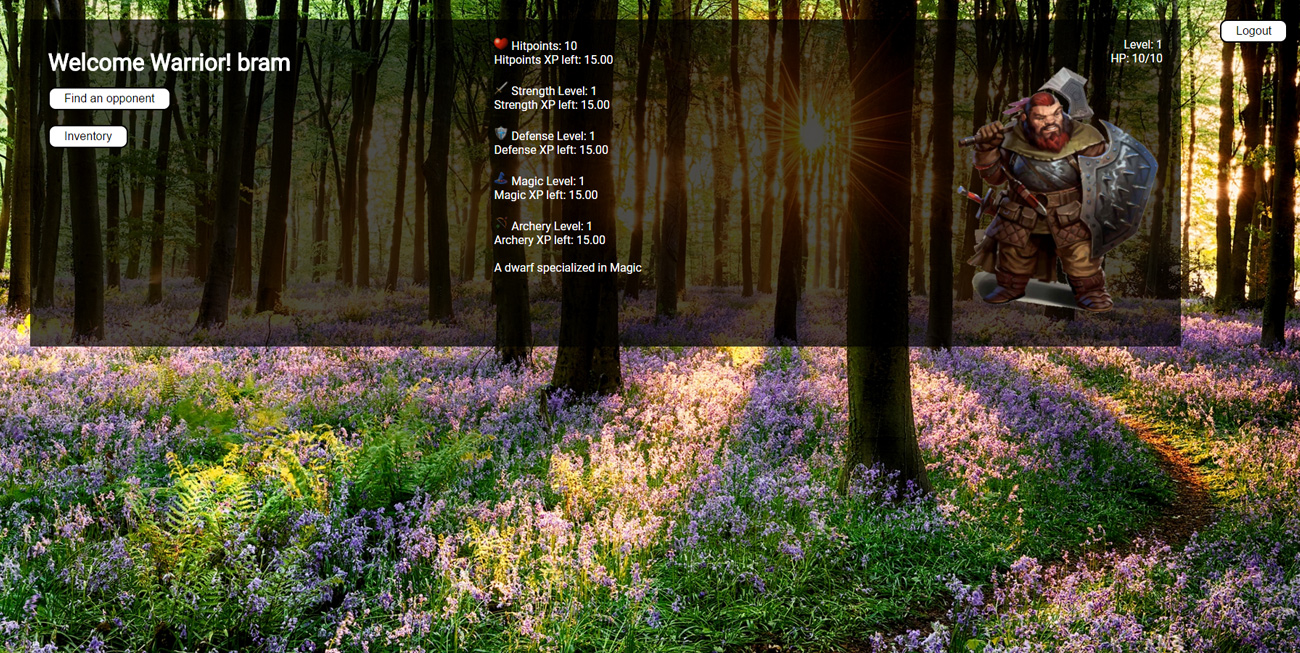 Welcome Warrior! bram
Find an opponent
Inventory
Hitpoints: 10
Hitpoints XP left: 15.00
Strength Level: 1
Strength XP left: 15.00
Defense Level: 1
Defense XP left: 15.00
Magic Level: 1
Magic XP left: 15.00
Archery Level: 1
Archery XP left: 15.00
A dwarf specialized in Magic
Level: 1
HP: 10/10
Logout